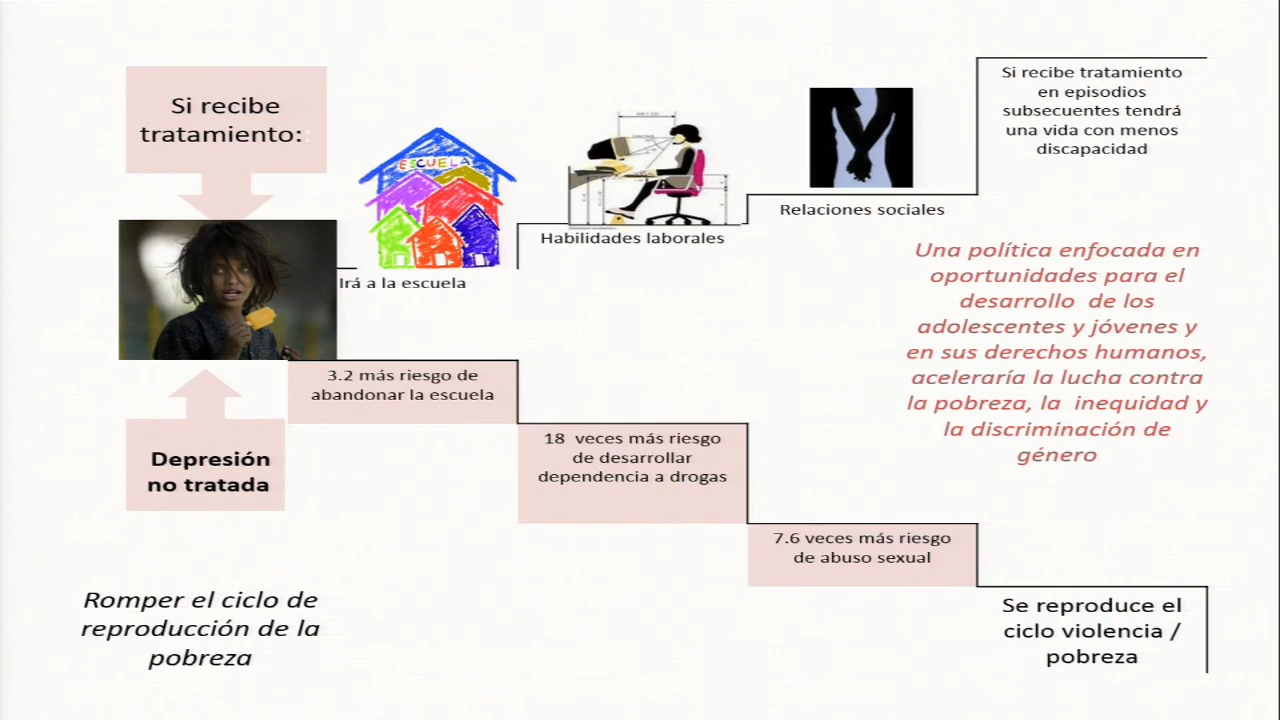 Si recibe
tratamiento:
ESCUELA
Irá a la escuela
Habilidades laborales
Relaciones sociales
Si recibe tratamiento
en episodios
subsecuentes tendrá
una vida con menos
discapacidad
Una política enfocada en
oportunidades para el
desarrollo de los
adolescentes y jóvenes y
en sus derechos humanos,
aceleraría la lucha contra
la pobreza, la inequidad y
la discriminación de
género
Depresión
no tratada
3.2 más riesgo de
abandonar la escuela
18 veces más riesgo
de desarrollar
dependencia a drogas
7.6 veces más riesgo
de abuso sexual
Se reproduce el
ciclo violencia /
pobreza
Romper el ciclo de
reproducción de la
pobreza